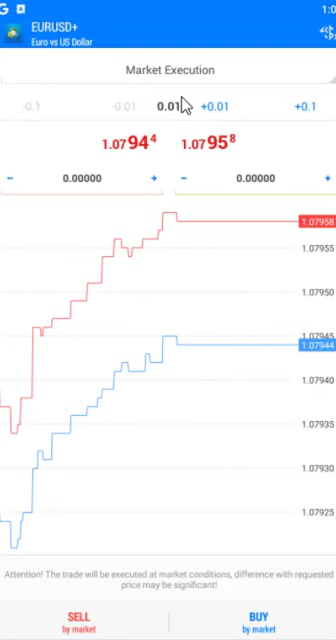 1:0
EURUSD+
Euro vs US Dollar
Market Execution
-0.1 -0.01 0.01 +0.01 +0.1
1.07944 1.07958
− 0.00000 + − 0.00000 +
1.07958
1.07955
1.07950
1.07945
1.07944
1.07940
1.07935
1.07930
1.07925
Attention! The trade will be executed at market conditions, difference with requested
price may be significant!
SELL BUY
by market by market